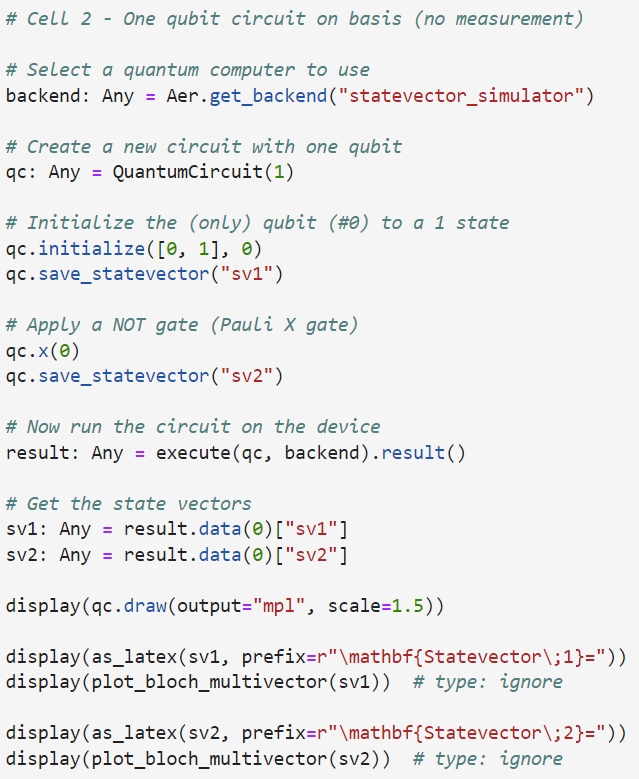 # Cell 2 - One qubit circuit on basis (no measurement)
# Select a quantum computer to use
backend: Any = Aer.get_backend("statevector_simulator")
# Create a new circuit with one qubit
qc: Any = QuantumCircuit(1)
# Initialize the (only) qubit (#0) to a 1 state
qc.initialize([0, 1], 0)
qc.save_statevector("sv1")
# Apply a NOT gate (Pauli X gate)
qc.x(0)
qc.save_statevector("sv2")
# Now run the circuit on the device
result: Any = execute(qc, backend).result()
# Get the state vectors
sv1: Any = result.data(0)["sv1"]
sv2: Any = result.data(0)["sv2"]
display(qc.draw(output="mpl", scale=1.5))
display(as_latex(sv1, prefix=r"\mathbf{Statevector\;1}="))
display(plot_bloch_multivector(sv1))  # type: ignore
display(as_latex(sv2, prefix=r"\mathbf{Statevector\;2}="))
display(plot_bloch_multivector(sv2))  # type: ignore